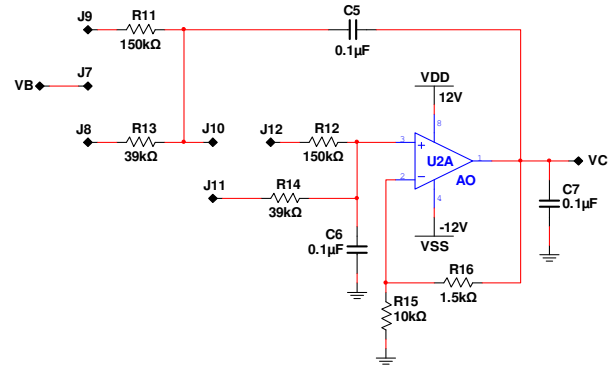 J9
R11
150kΩ
C5
0.1µF
VB
J7
VDD
12V
J8
R13
39kΩ
J10
J12
R12
150kΩ
3
8
U2A
1
VC
2
AO
4
J11
R14
39kΩ
C7
0.1µF
C6
0.1µF
-12V
VSS
R16
1.5kΩ
R15
10kΩ